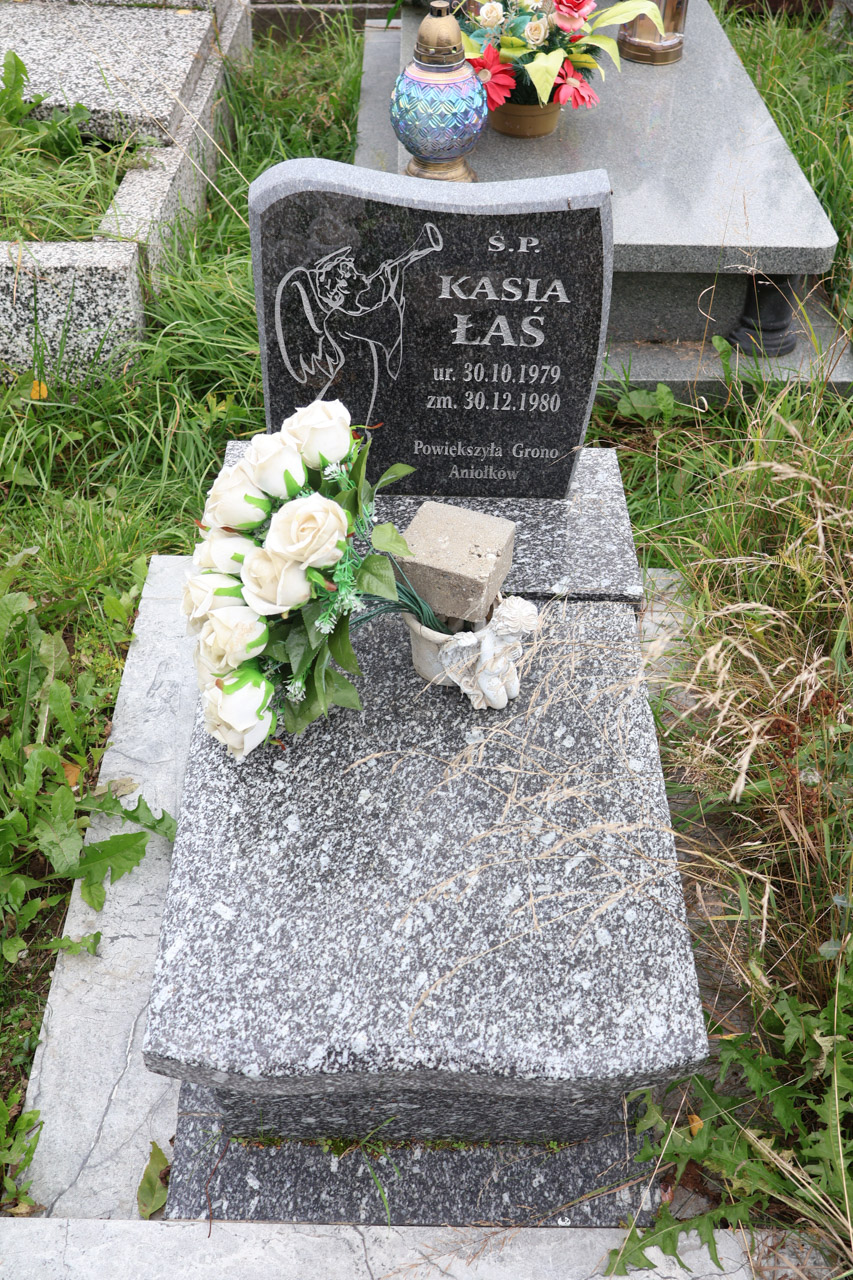 Ś.P.
KASIA
ŁAŚ
ur. 30.10.1979
zm. 30.12.1980
Powiększyła Grono
Aniołków